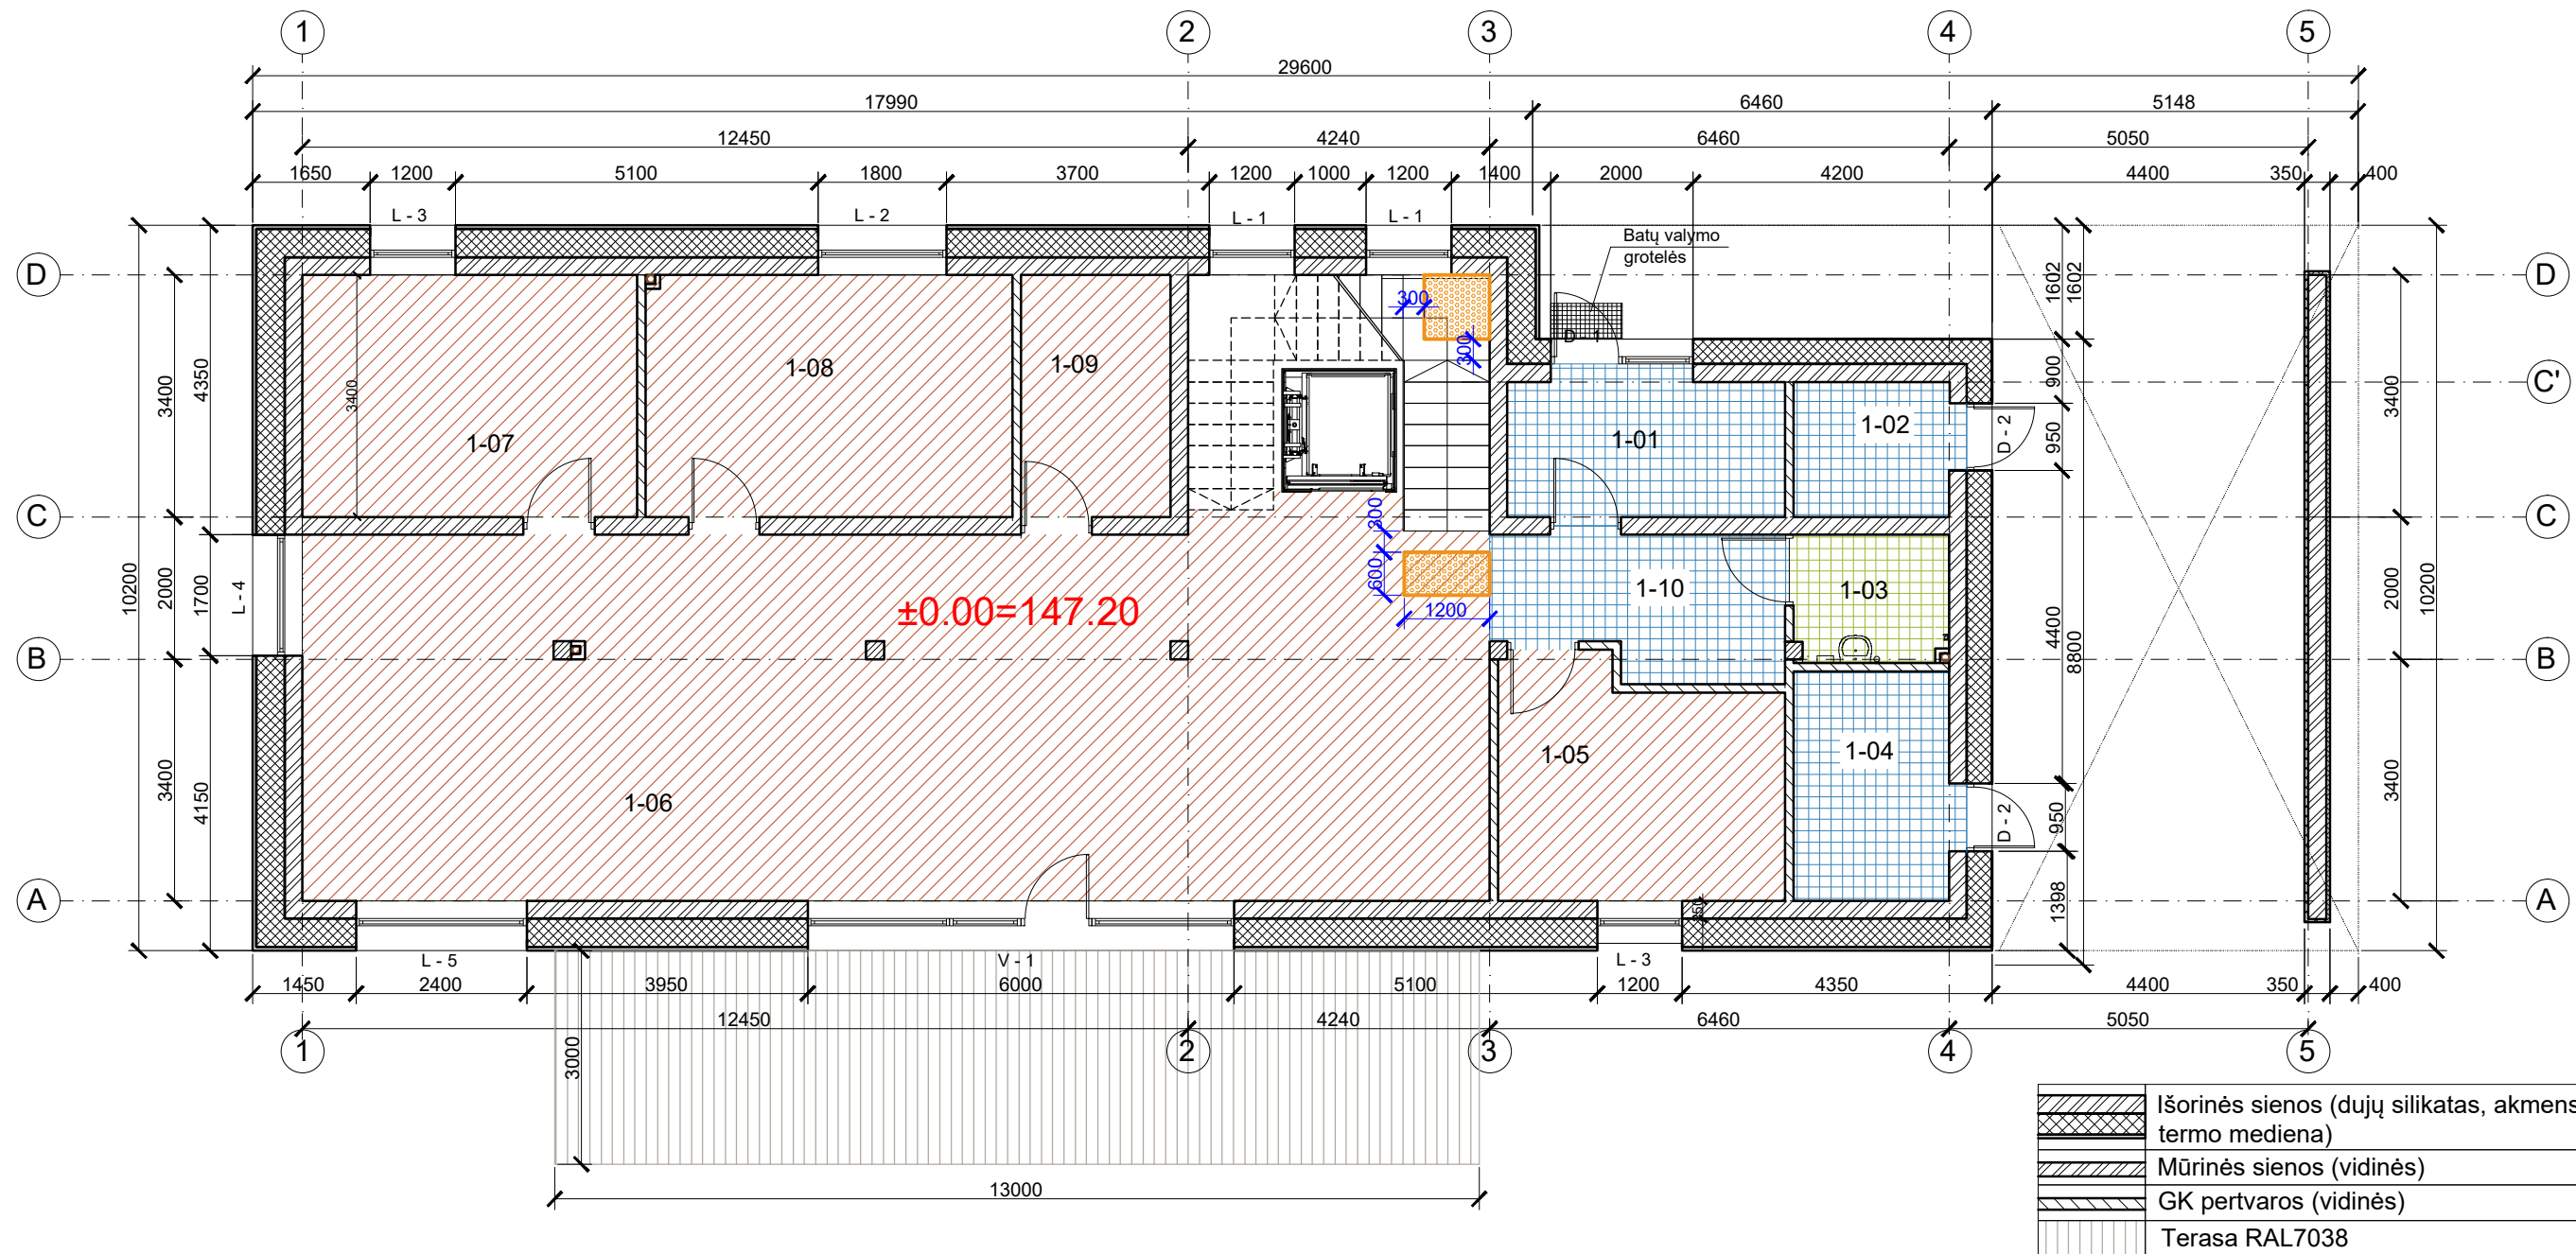 1 2 3 4 5
29600
17990 6460 5148
12450 4240 6460 5050
1650 1200 5100 1800 3700 1200 1000 1200 1400 2000 4200 4400 350 400
L - 3 L - 2 L - 1 L - 1
Batų valymo
grotelės
D D
C' 
C C
B B
A A
10200
3400 2000 3400
4350 1700 4150
L - 4
3400
1-07
1-08
1-09
300
300
300
600
1200
1-01
1-02
1-03
1-10
1-04
1-05
1-06
±0.00=147.20
D - 2
D - 2
1602 1602
900
950
4400
8800
950
1398
3400
2000
3400
10200
L - 5 V - 1 L - 3
1450 2400 3950 6000 5100 1200 4350 4400 350 400
12450 4240 6460 5050
1 2 3 4 5
3000
13000
Išorinės sienos (dujų silikatas, akmens
termo mediena)
Mūrinės sienos (vidinės)
GK pertvaros (vidinės)
Terasa RAL7038